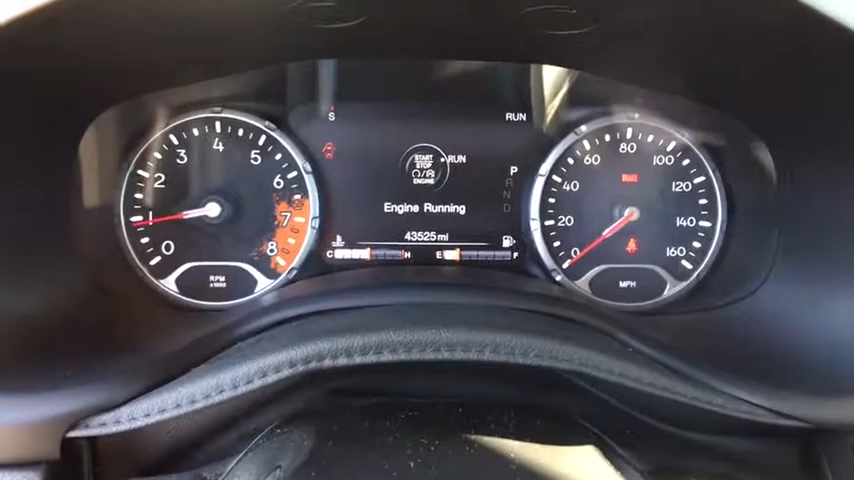 S
RUN
START
STOP
ENGINE
RUN
P
R
N
D
Engine Running
43525 mi
C H
E F
0 1 2 3 4 5 6 7 8
RPM
x1000
0 20 40 60 80 100 120 140 160
MPH